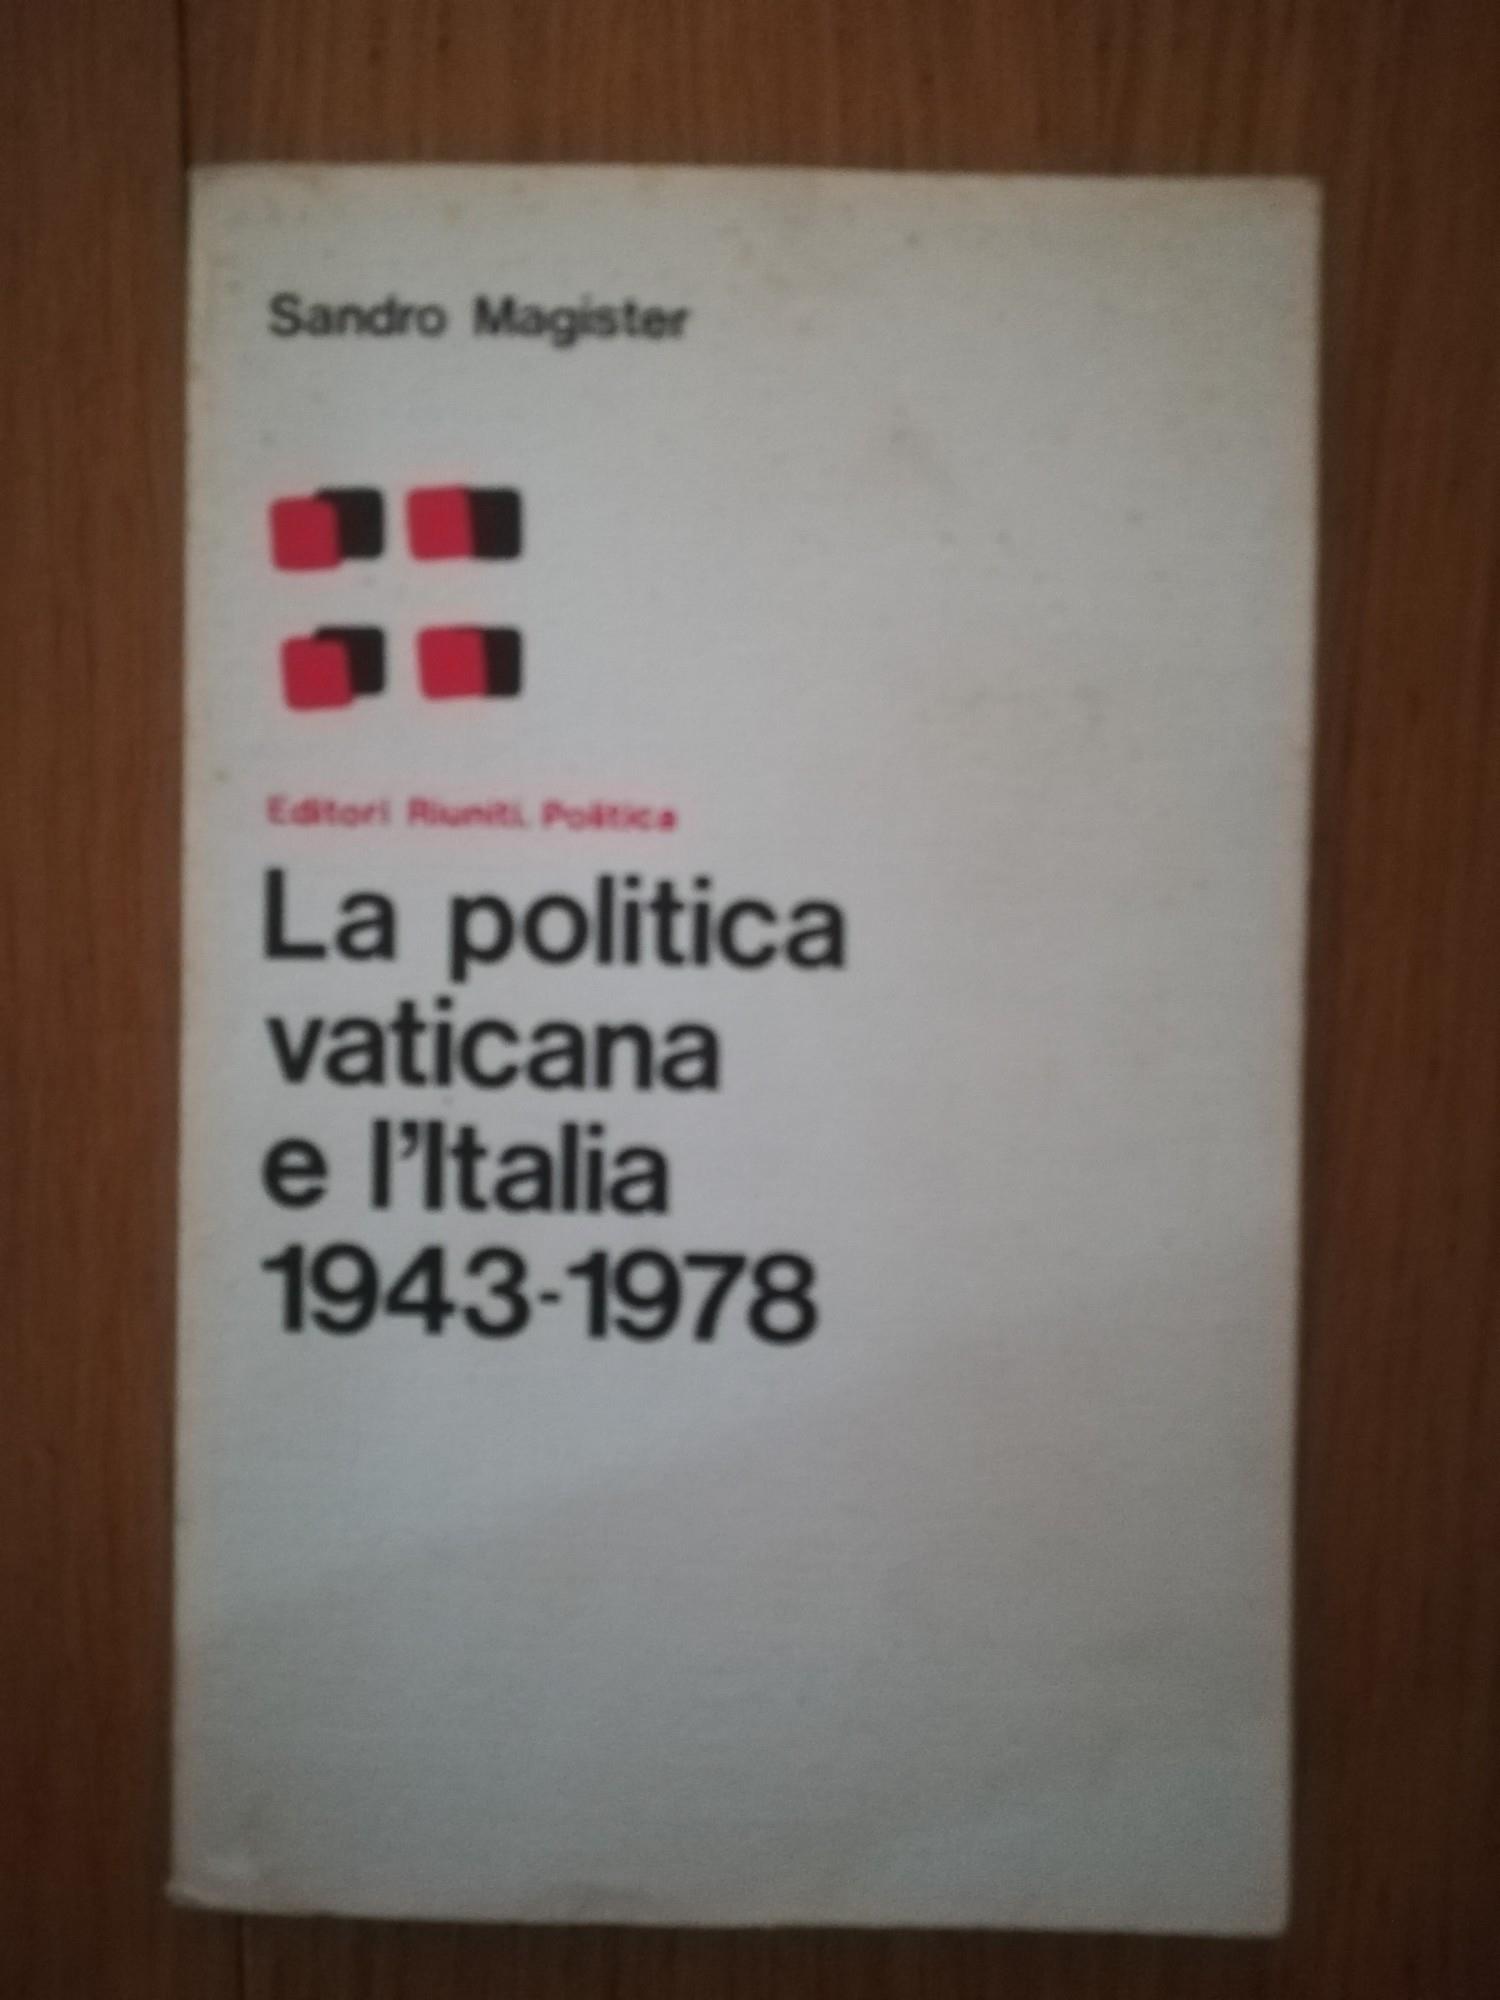 Sandro Magister
Editori Riuniti. Politica
La politica
vaticana
e l'Italia
1943-1978